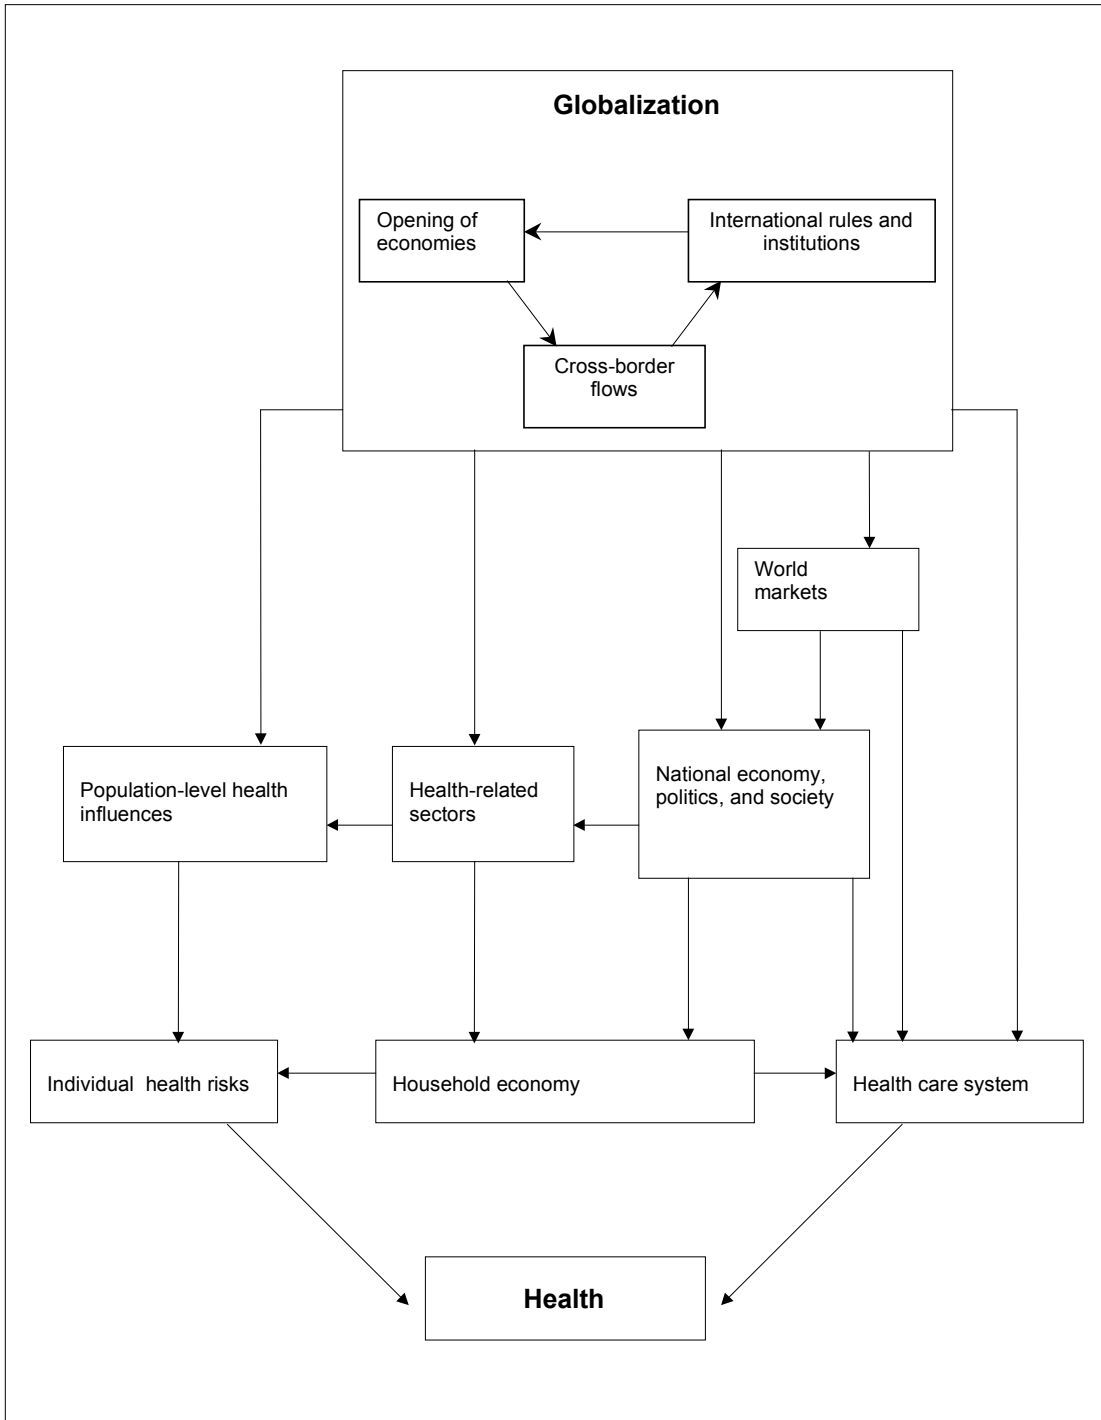 Globalization
Opening of
economies
International rules and
institutions
Cross-border
flows
World
markets
Population-level health
influences
Health-related
sectors
National economy,
politics, and society
Individual  health risks
Household economy
Health care system
Health